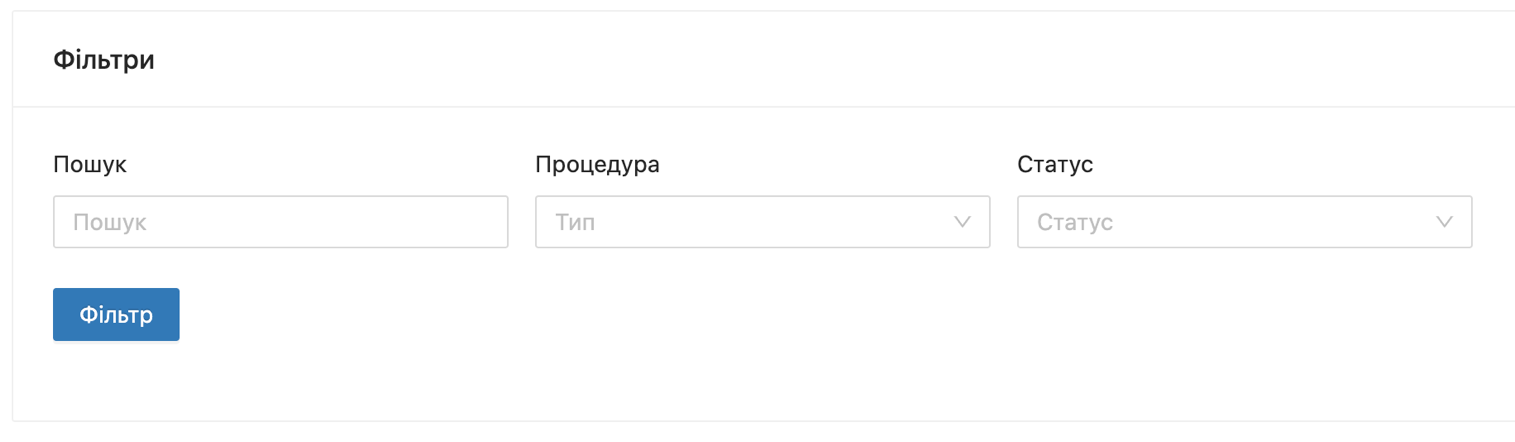 Фільтри
Пошук Процедура Статус
Пошук Тип Статус
Фільтр